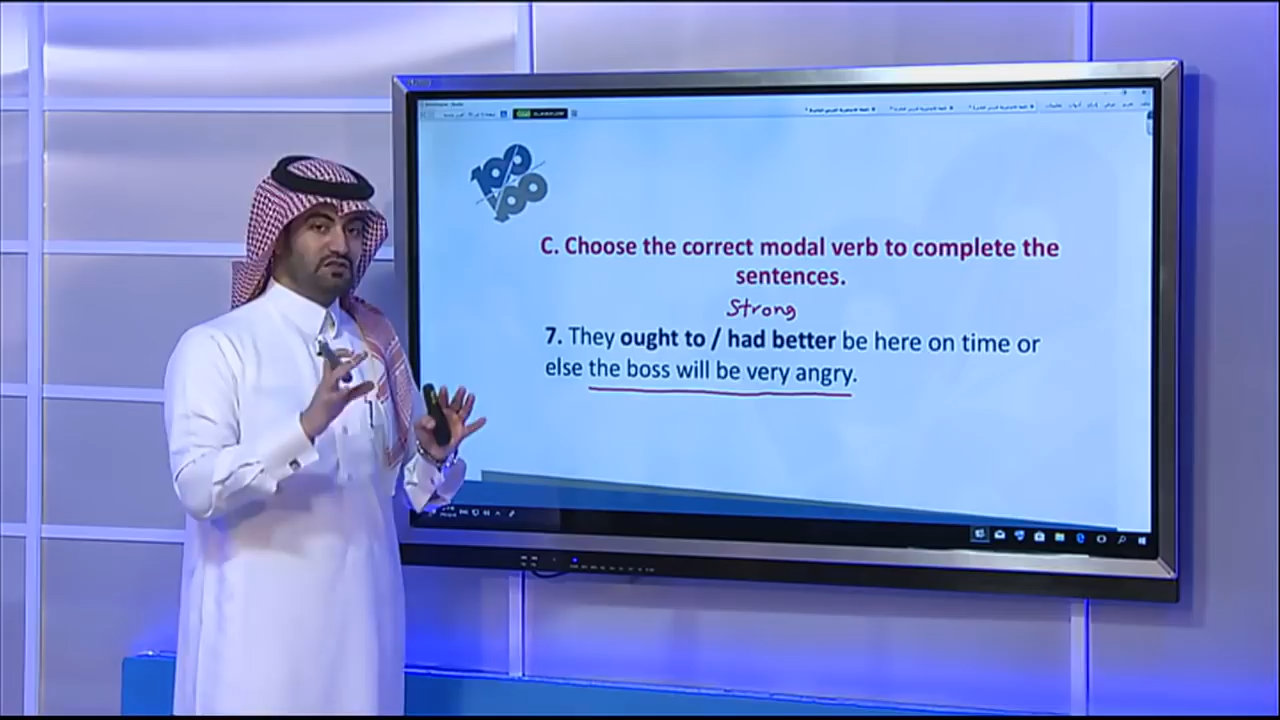 100
100
C. Choose the correct modal verb to complete the
sentences.
Strong
7. They ought to / had better be here on time or
else the boss will be very angry.